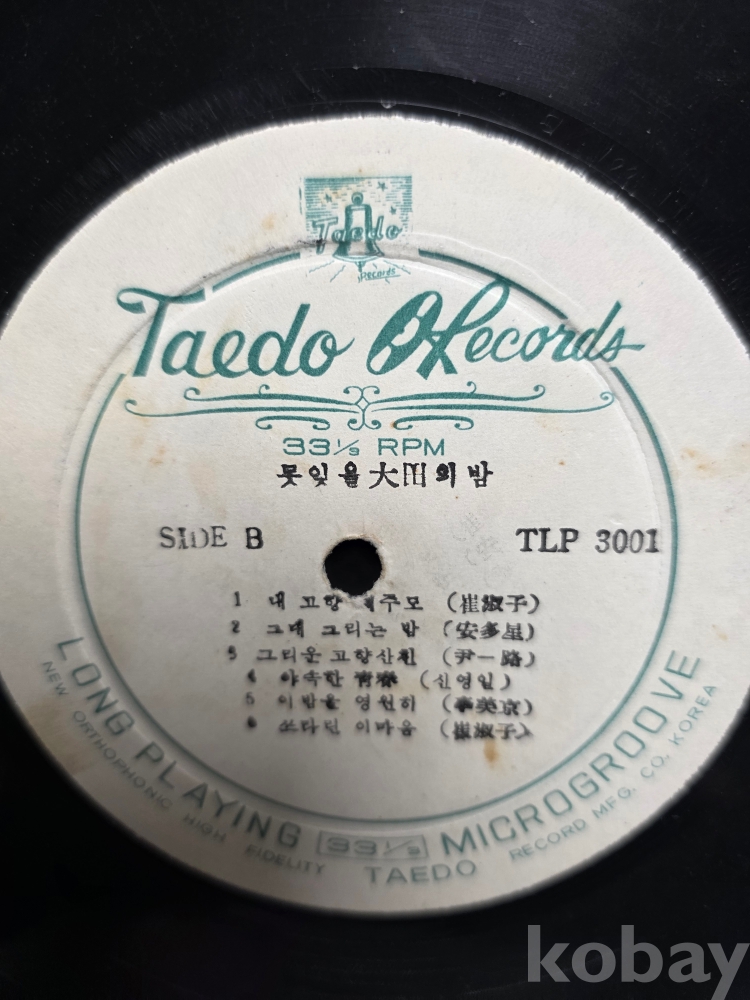 Taedo
Records
Taedo Records
33 1/3 RPM
못잊을 大田의 밤
SIDE B TLP 3001
1 내 고향 주모 (崔淑子)
2 그대 그리는 밤 (安多星)
3 그리운 고향산천 (尹一路)
4 야속한 靑春 (신영일)
5 이밤을 영원히 (李美京)
6 쓰라린 이마음 (崔淑子)
LONG PLAYING 33 1/3 MICROGROOVE
NEW ORTHOPHONIC HIGH FIDELITY TAEDO RECORD MFG. CO. KOREA
kobay